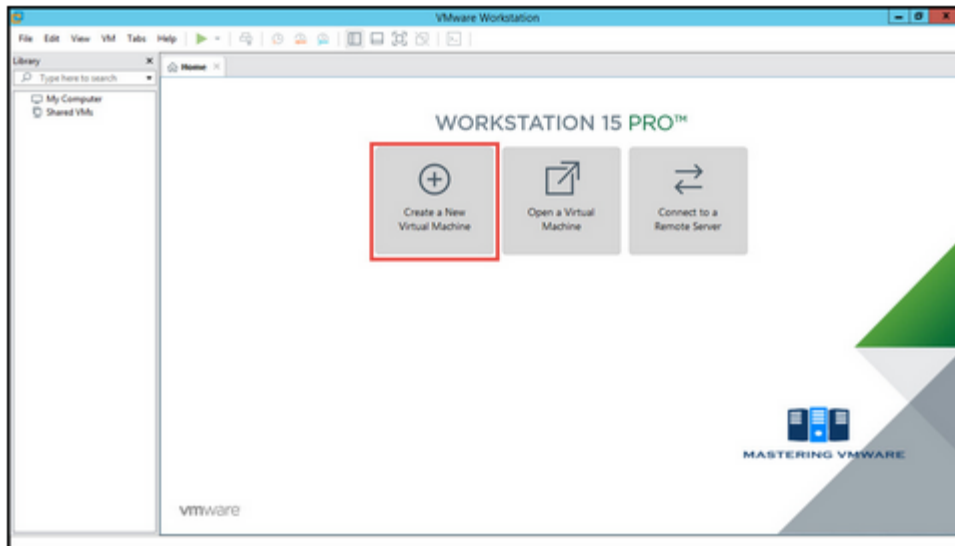 VMware Workstation
File Edit View VM Tabs Help
Library
Home
Type here to search
My Computer
Shared VMs
WORKSTATION 15 PRO™
Create a New
Virtual Machine
Open a Virtual
Machine
Connect to a
Remote Server
MASTERING VMWARE
vmware